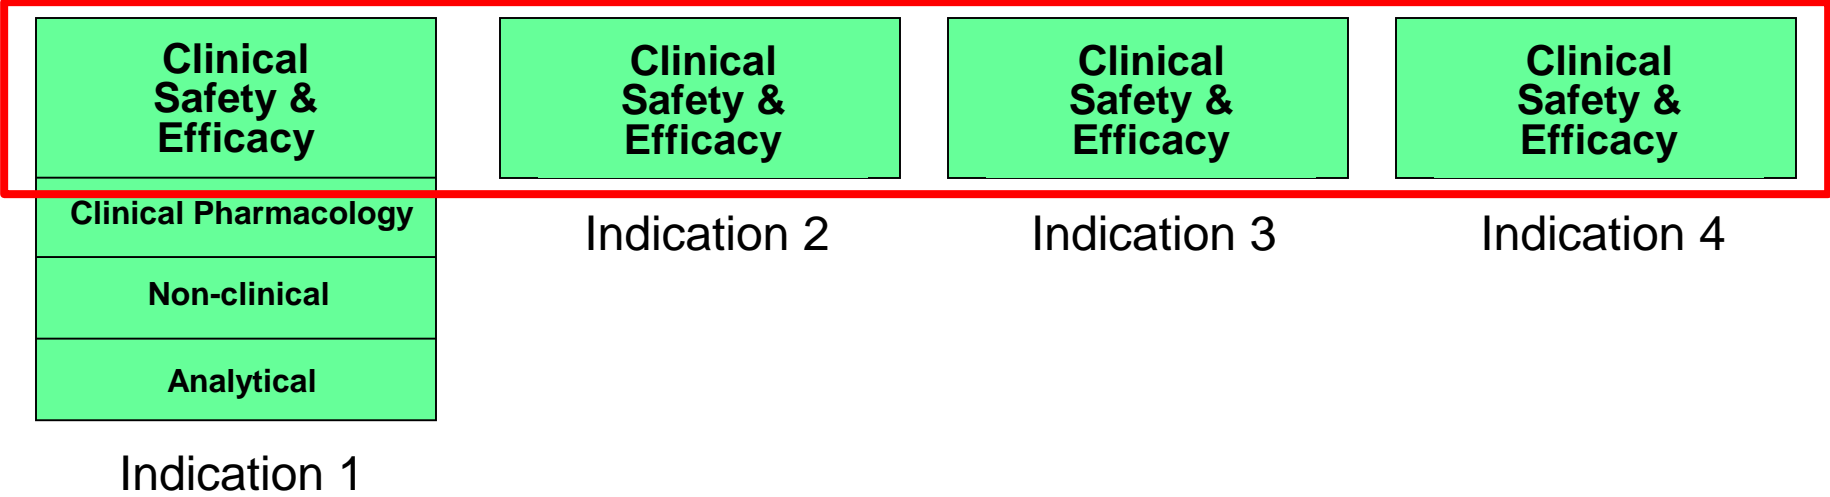 Clinical
Safety &
Efficacy
Clinical Pharmacology
Non-clinical
Analytical
Indication 1
Clinical
Safety &
Efficacy
Indication 2
Clinical
Safety &
Efficacy
Indication 3
Clinical
Safety &
Efficacy
Indication 4